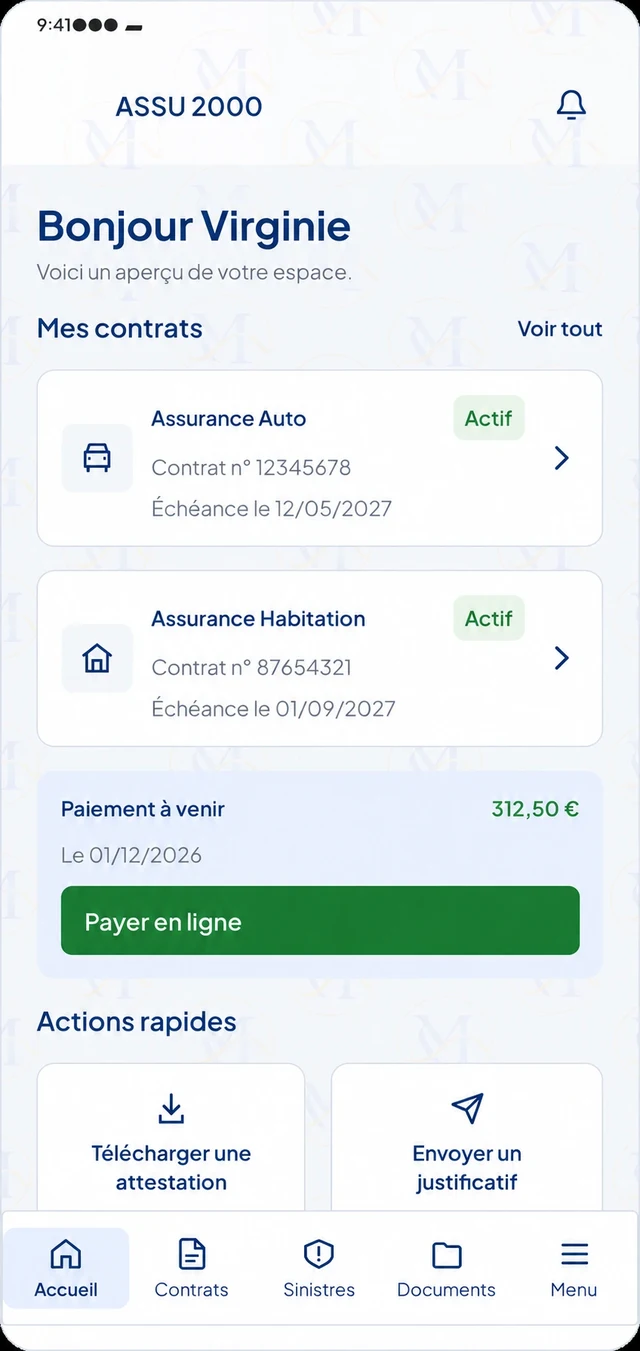 9:41
ASSU 2000
Bonjour Virginie
Voici un aperçu de votre espace.
Mes contrats
Voir tout
Assurance Auto
Actif
Contrat n° 12345678
Échéance le 12/05/2027
Assurance Habitation
Actif
Contrat n° 87654321
Échéance le 01/09/2027
Paiement à venir
312,50 €
Le 01/12/2026
Payer en ligne
Actions rapides
Télécharger une
attestation
Envoyer un
justificatif
Accueil
Contrats
Sinistres
Documents
Menu